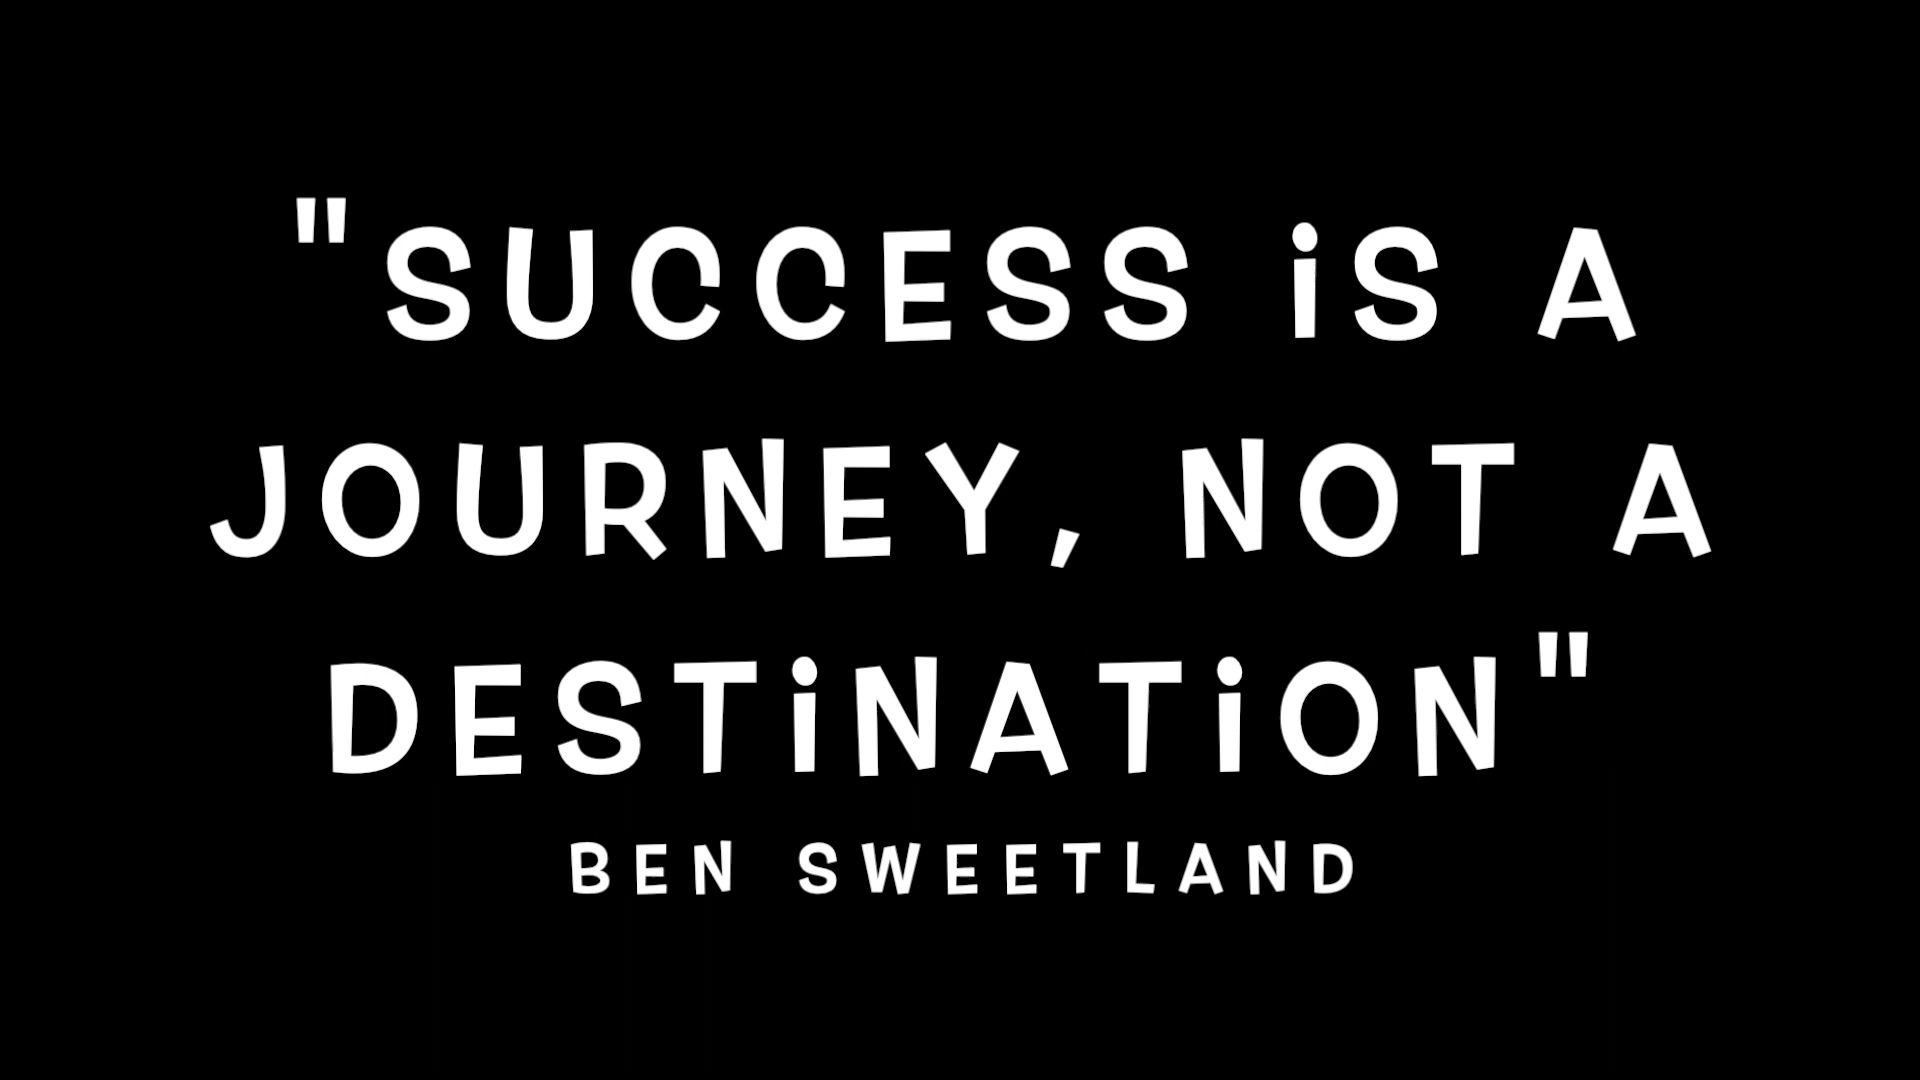 "SUCCESS iS A
JOURNEY, NOT A
DESTiNATiON"
BEN SWEETLAND